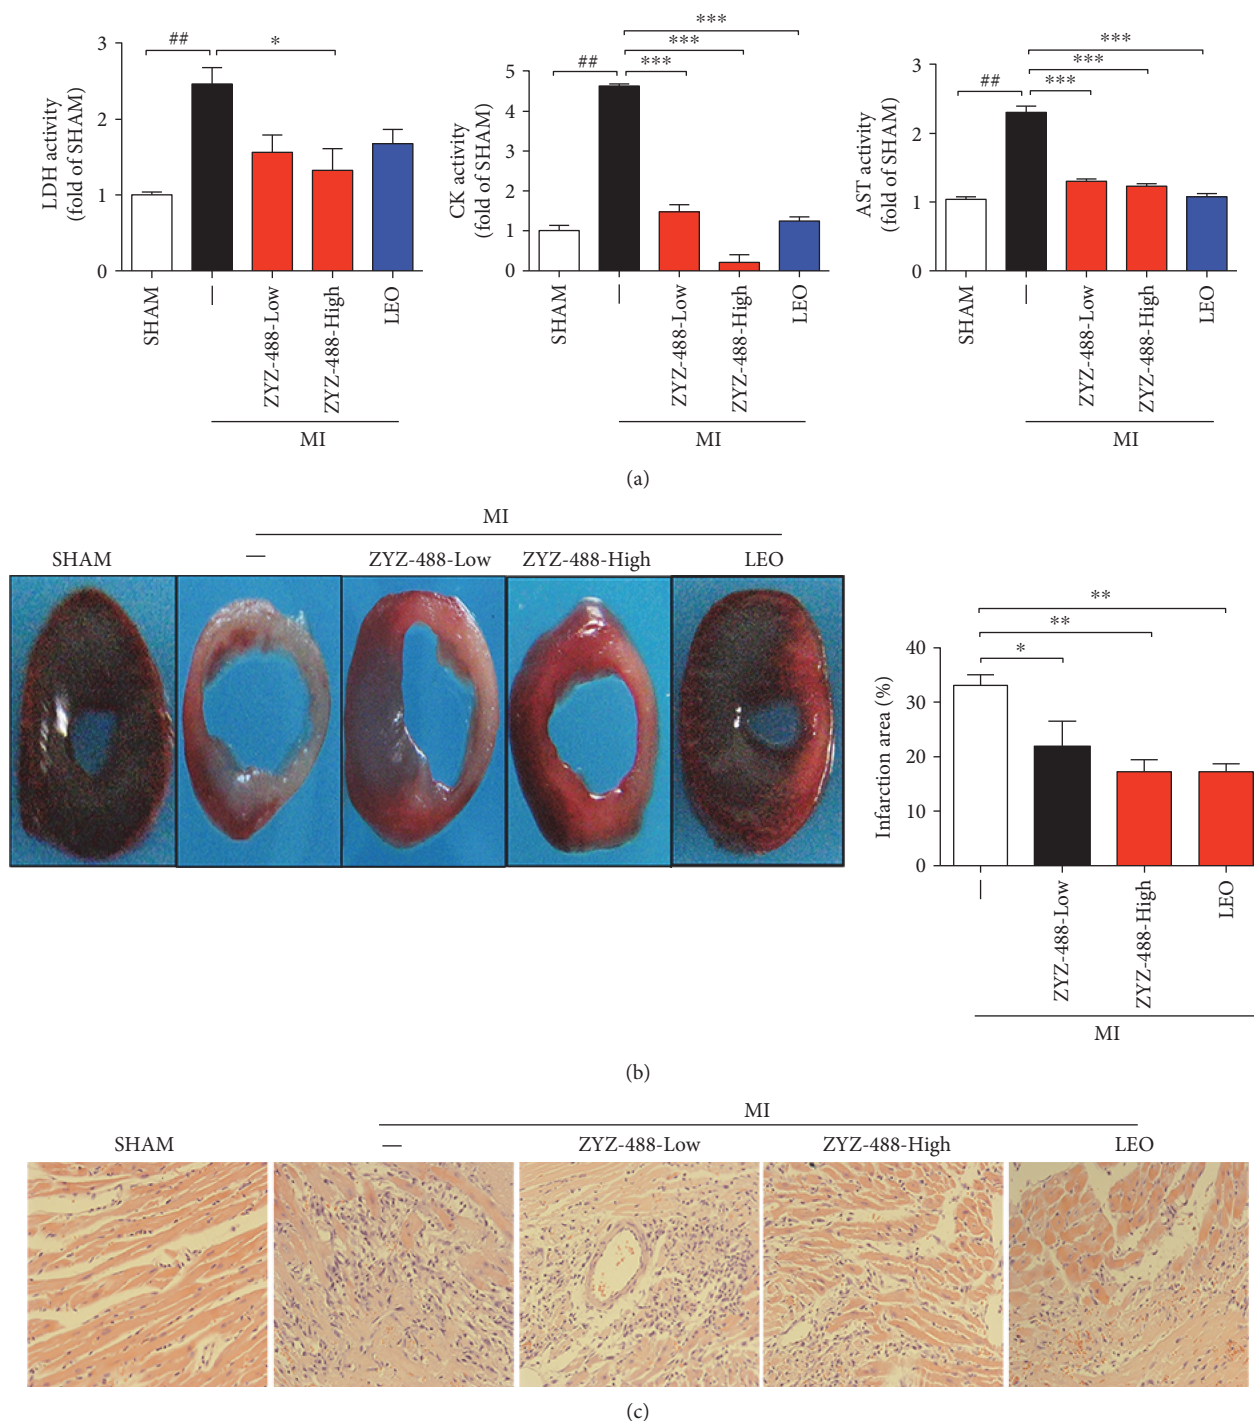 LDH activity
(fold of SHAM)
3
2
1
0
##
*
SHAM
—
ZYZ-488-Low
ZYZ-488-High
LEO
MI
CK activity
(fold of SHAM)
5
4
3
2
1
0
##
***
***
***
SHAM
—
ZYZ-488-Low
ZYZ-488-High
LEO
MI
AST activity
(fold of SHAM)
3
2
1
0
##
***
***
***
SHAM
—
ZYZ-488-Low
ZYZ-488-High
LEO
MI
(a)
MI
SHAM — ZYZ-488-Low ZYZ-488-High LEO
Infarction area (%)
40
30
20
10
0
*
**
**
—
ZYZ-488-Low
ZYZ-488-High
LEO
MI
(b)
MI
SHAM — ZYZ-488-Low ZYZ-488-High LEO
(c)